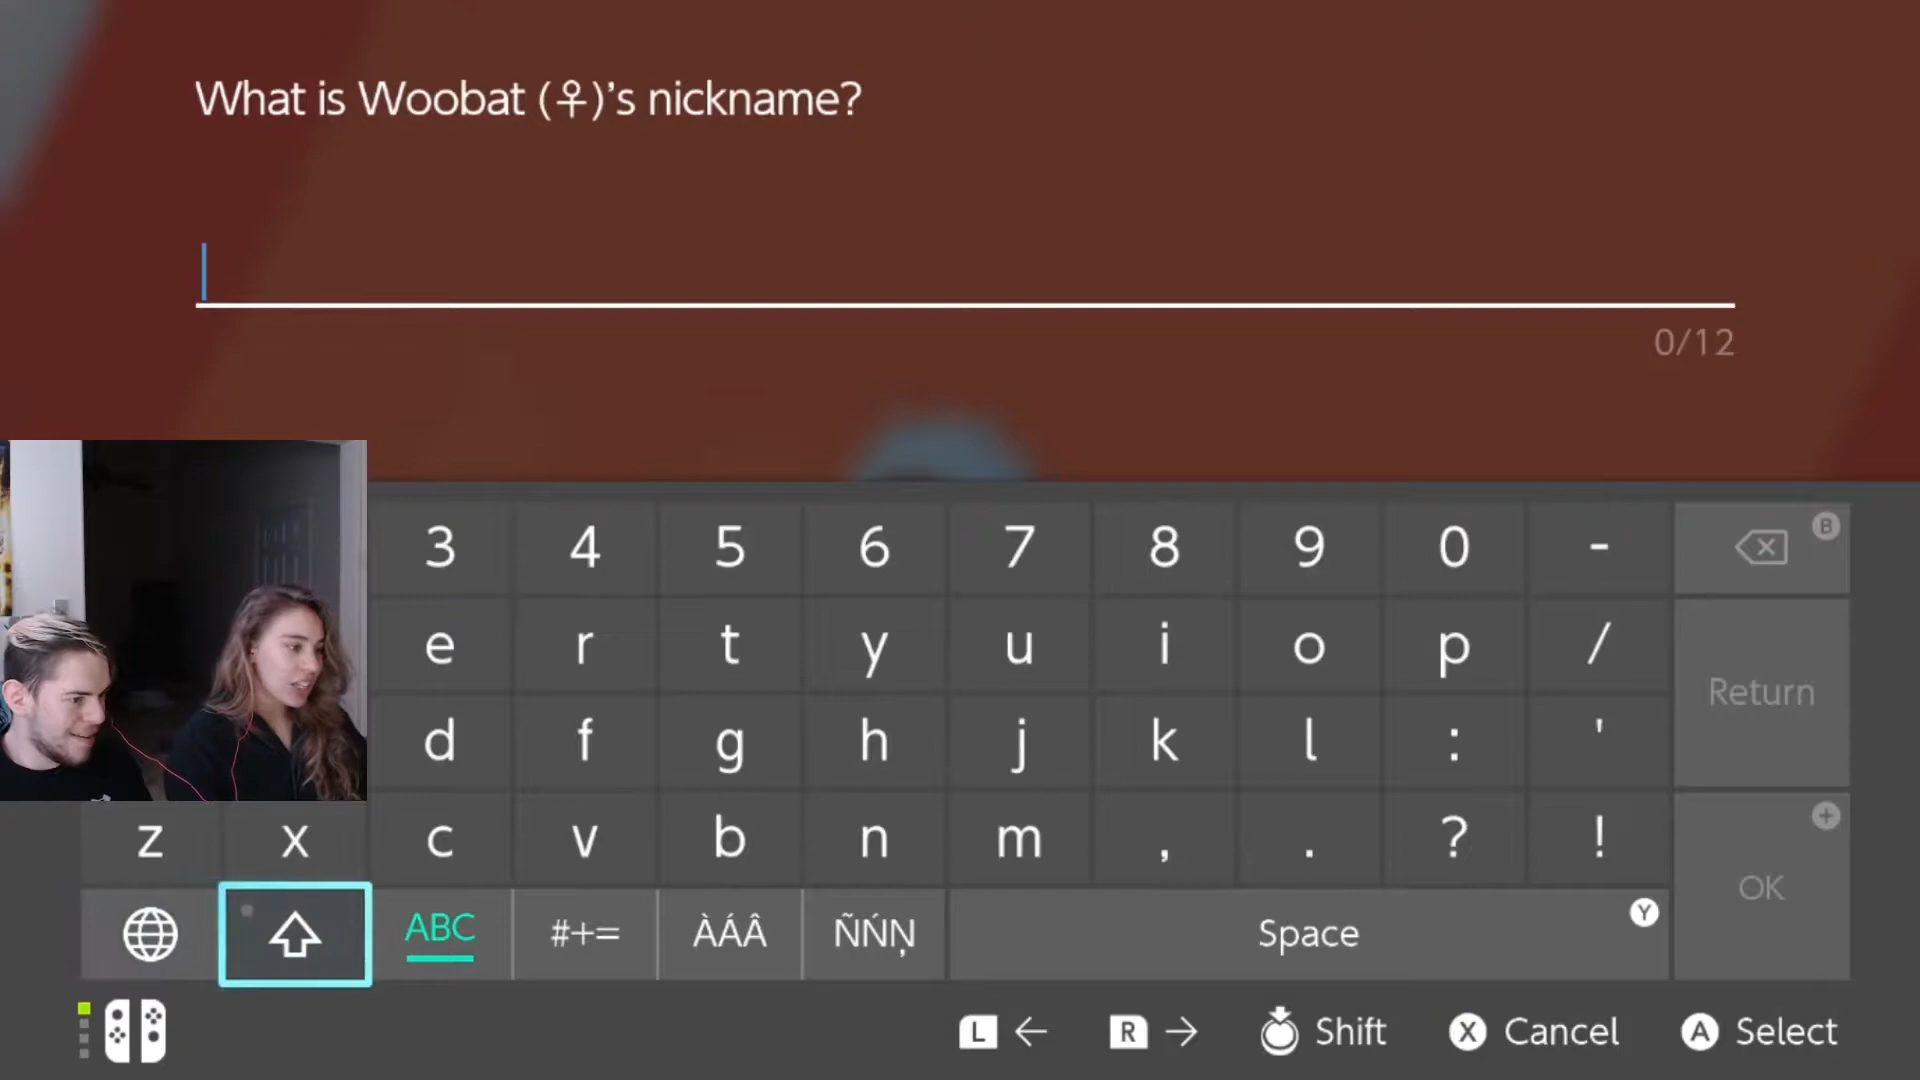 What is Woobat (♀)'s nickname?
0/12
3 4 5 6 7 8 9 0 - B
e r t y u i o p / Return
d f g h j k l : '
z x c v b n m , . ? ! +
OK
ABC #+= ÀÁÂ ÑŃŅ Space Y
L ← R → Shift X Cancel A Select